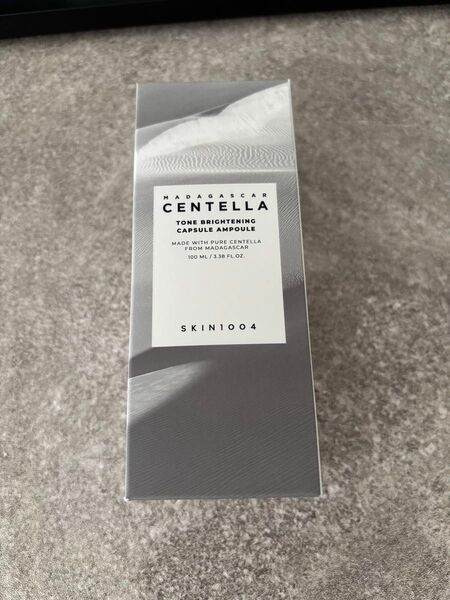 MADAGASCAR
CENTELLA
TONE BRIGHTENING
CAPSULE AMPOULE
MADE WITH PURE CENTELLA
FROM MADAGASCAR
100 ML / 3.38 FL.OZ.
SKIN1004